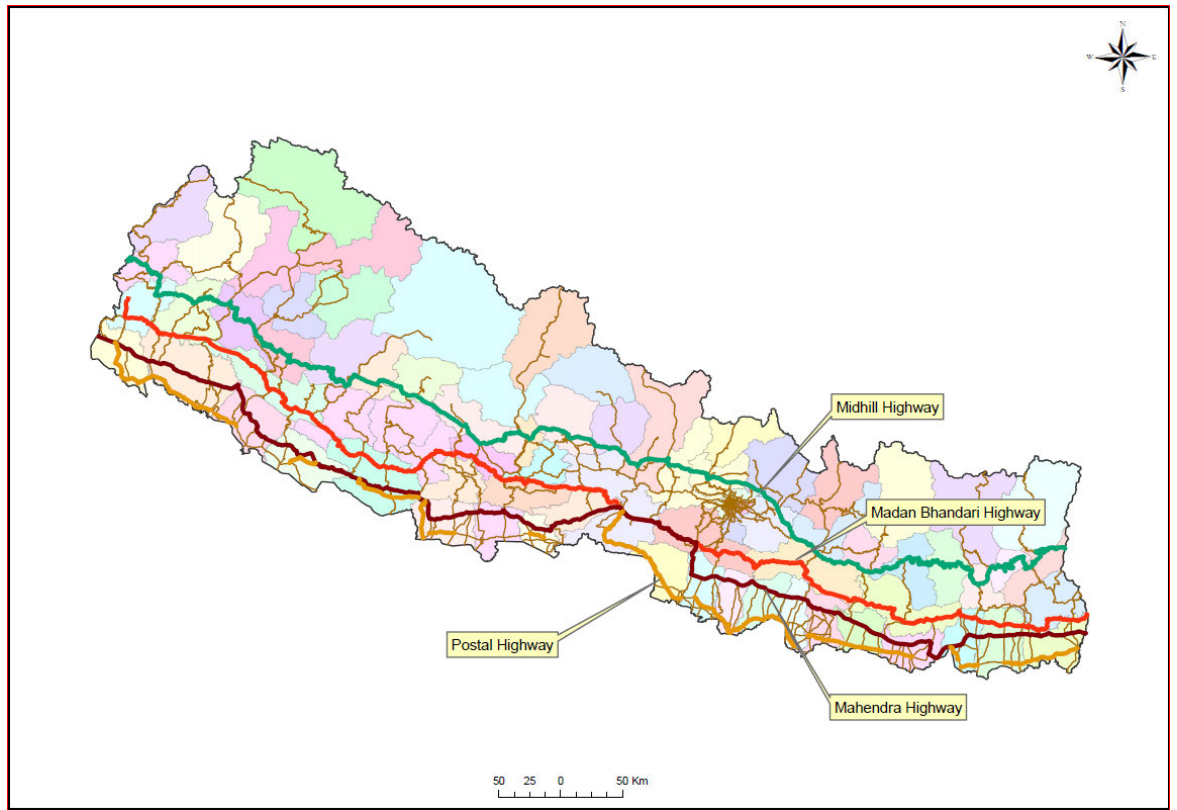 N
W E
S
Midhill Highway
Madan Bhandari Highway
Postal Highway
Mahendra Highway
50 25 0 50 Km